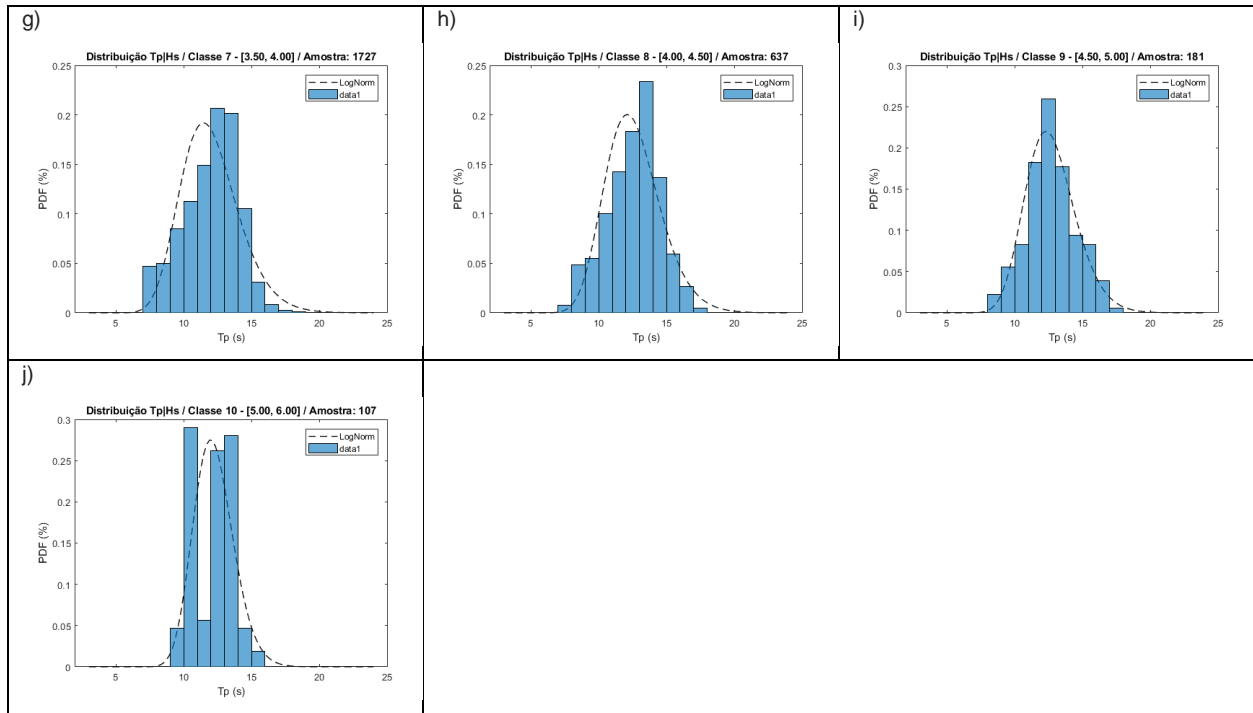 g)
Distribuição Tp|Hs / Classe 7 - [3.50, 4.00] / Amostra: 1727
0.25
0.2
0.15
0.1
0.05
0
PDF (%)
LogNorm
data1
5 10 15 20 25
Tp (s)
h)
Distribuição Tp|Hs / Classe 8 - [4.00, 4.50] / Amostra: 637
0.25
0.2
0.15
0.1
0.05
0
PDF (%)
LogNorm
data1
5 10 15 20 25
Tp (s)
i)
Distribuição Tp|Hs / Classe 9 - [4.50, 5.00] / Amostra: 181
0.3
0.25
0.2
0.15
0.1
0.05
0
PDF (%)
LogNorm
data1
5 10 15 20 25
Tp (s)
j)
Distribuição Tp|Hs / Classe 10 - [5.00, 6.00] / Amostra: 107
0.3
0.25
0.2
0.15
0.1
0.05
0
PDF (%)
LogNorm
data1
5 10 15 20 25
Tp (s)